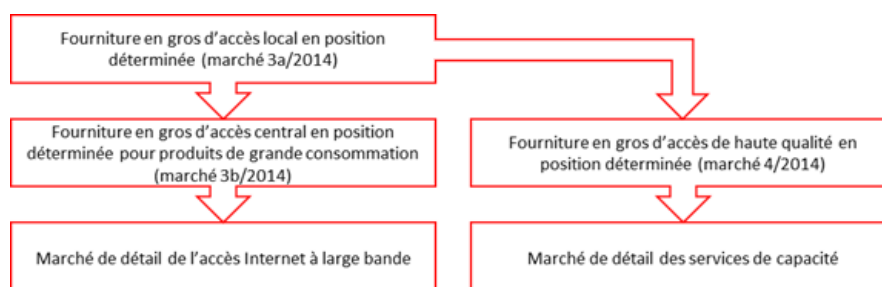 Fourniture en gros d'accès local en position
déterminée (marché 3a/2014)
Fourniture en gros d'accès central en position
déterminée pour produits de grande consommation
(marché 3b/2014)
Fourniture en gros d'accès de haute qualité en
position déterminée (marché 4/2014)
Marché de détail de l'accès Internet à large bande
Marché de détail des services de capacité